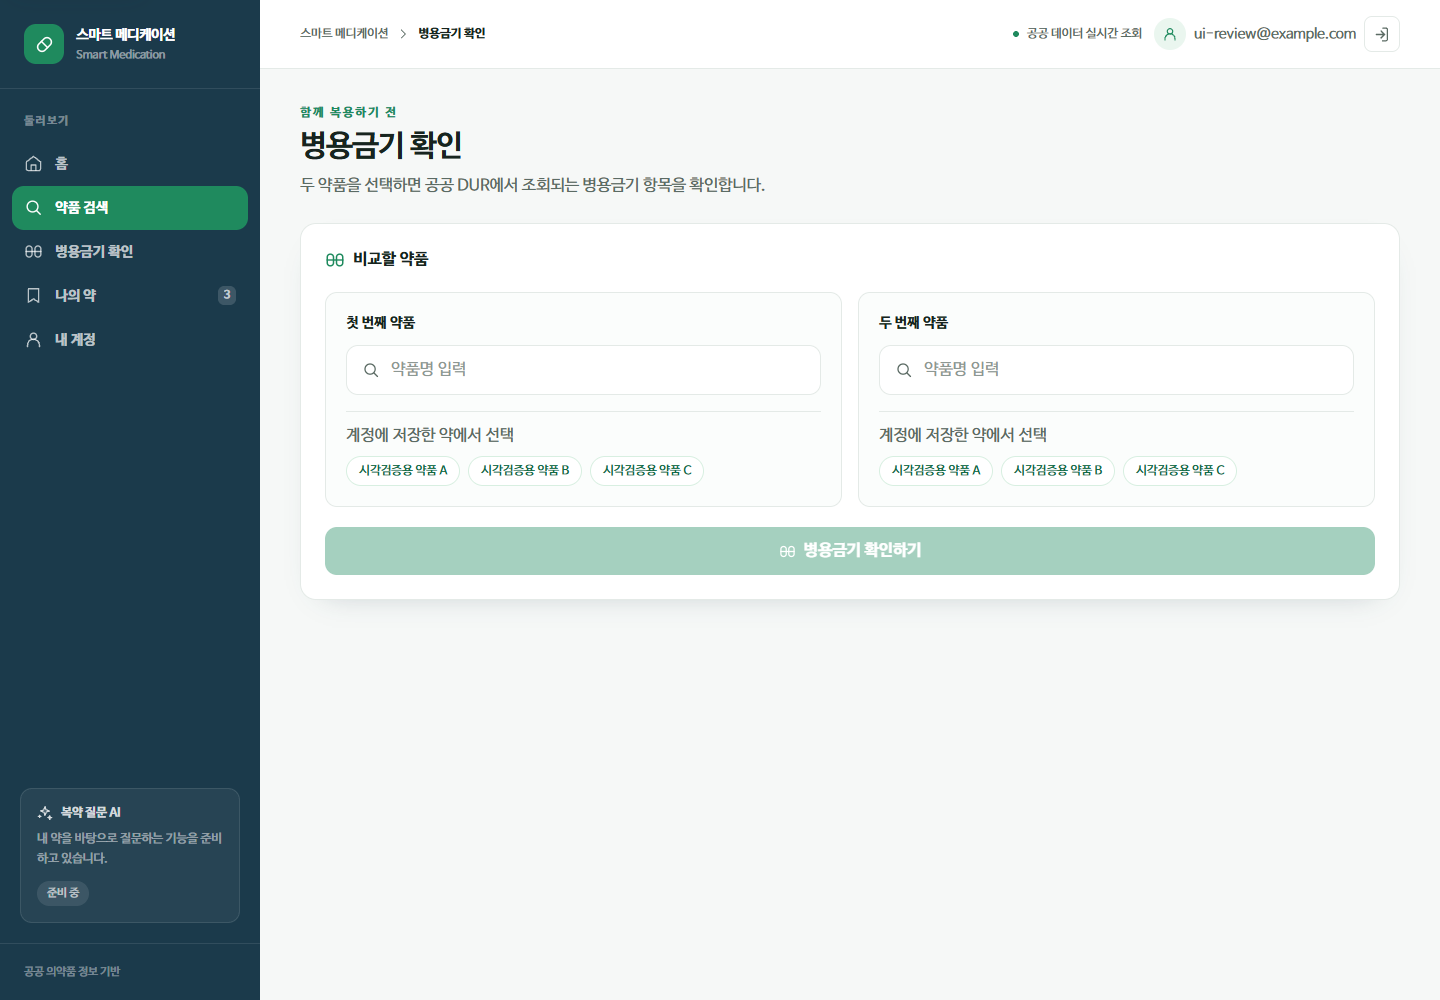 스마트 메디케이션
Smart Medication
둘러보기
홈
약품 검색
병용금기 확인
나의 약
3
내 계정
복약 질문 AI
내 약을 바탕으로 질문하는 기능을 준비
하고 있습니다.
준비 중
공공 의약품 정보 기반
스마트 메디케이션
병용금기 확인
공공 데이터 실시간 조회
ui-review@example.com
함께 복용하기 전
병용금기 확인
두 약품을 선택하면 공공 DUR에서 조회되는 병용금기 항목을 확인합니다.
비교할 약품
첫 번째 약품
약품명 입력
계정에 저장한 약에서 선택
시각검증용 약품 A
시각검증용 약품 B
시각검증용 약품 C
두 번째 약품
약품명 입력
계정에 저장한 약에서 선택
시각검증용 약품 A
시각검증용 약품 B
시각검증용 약품 C
병용금기 확인하기